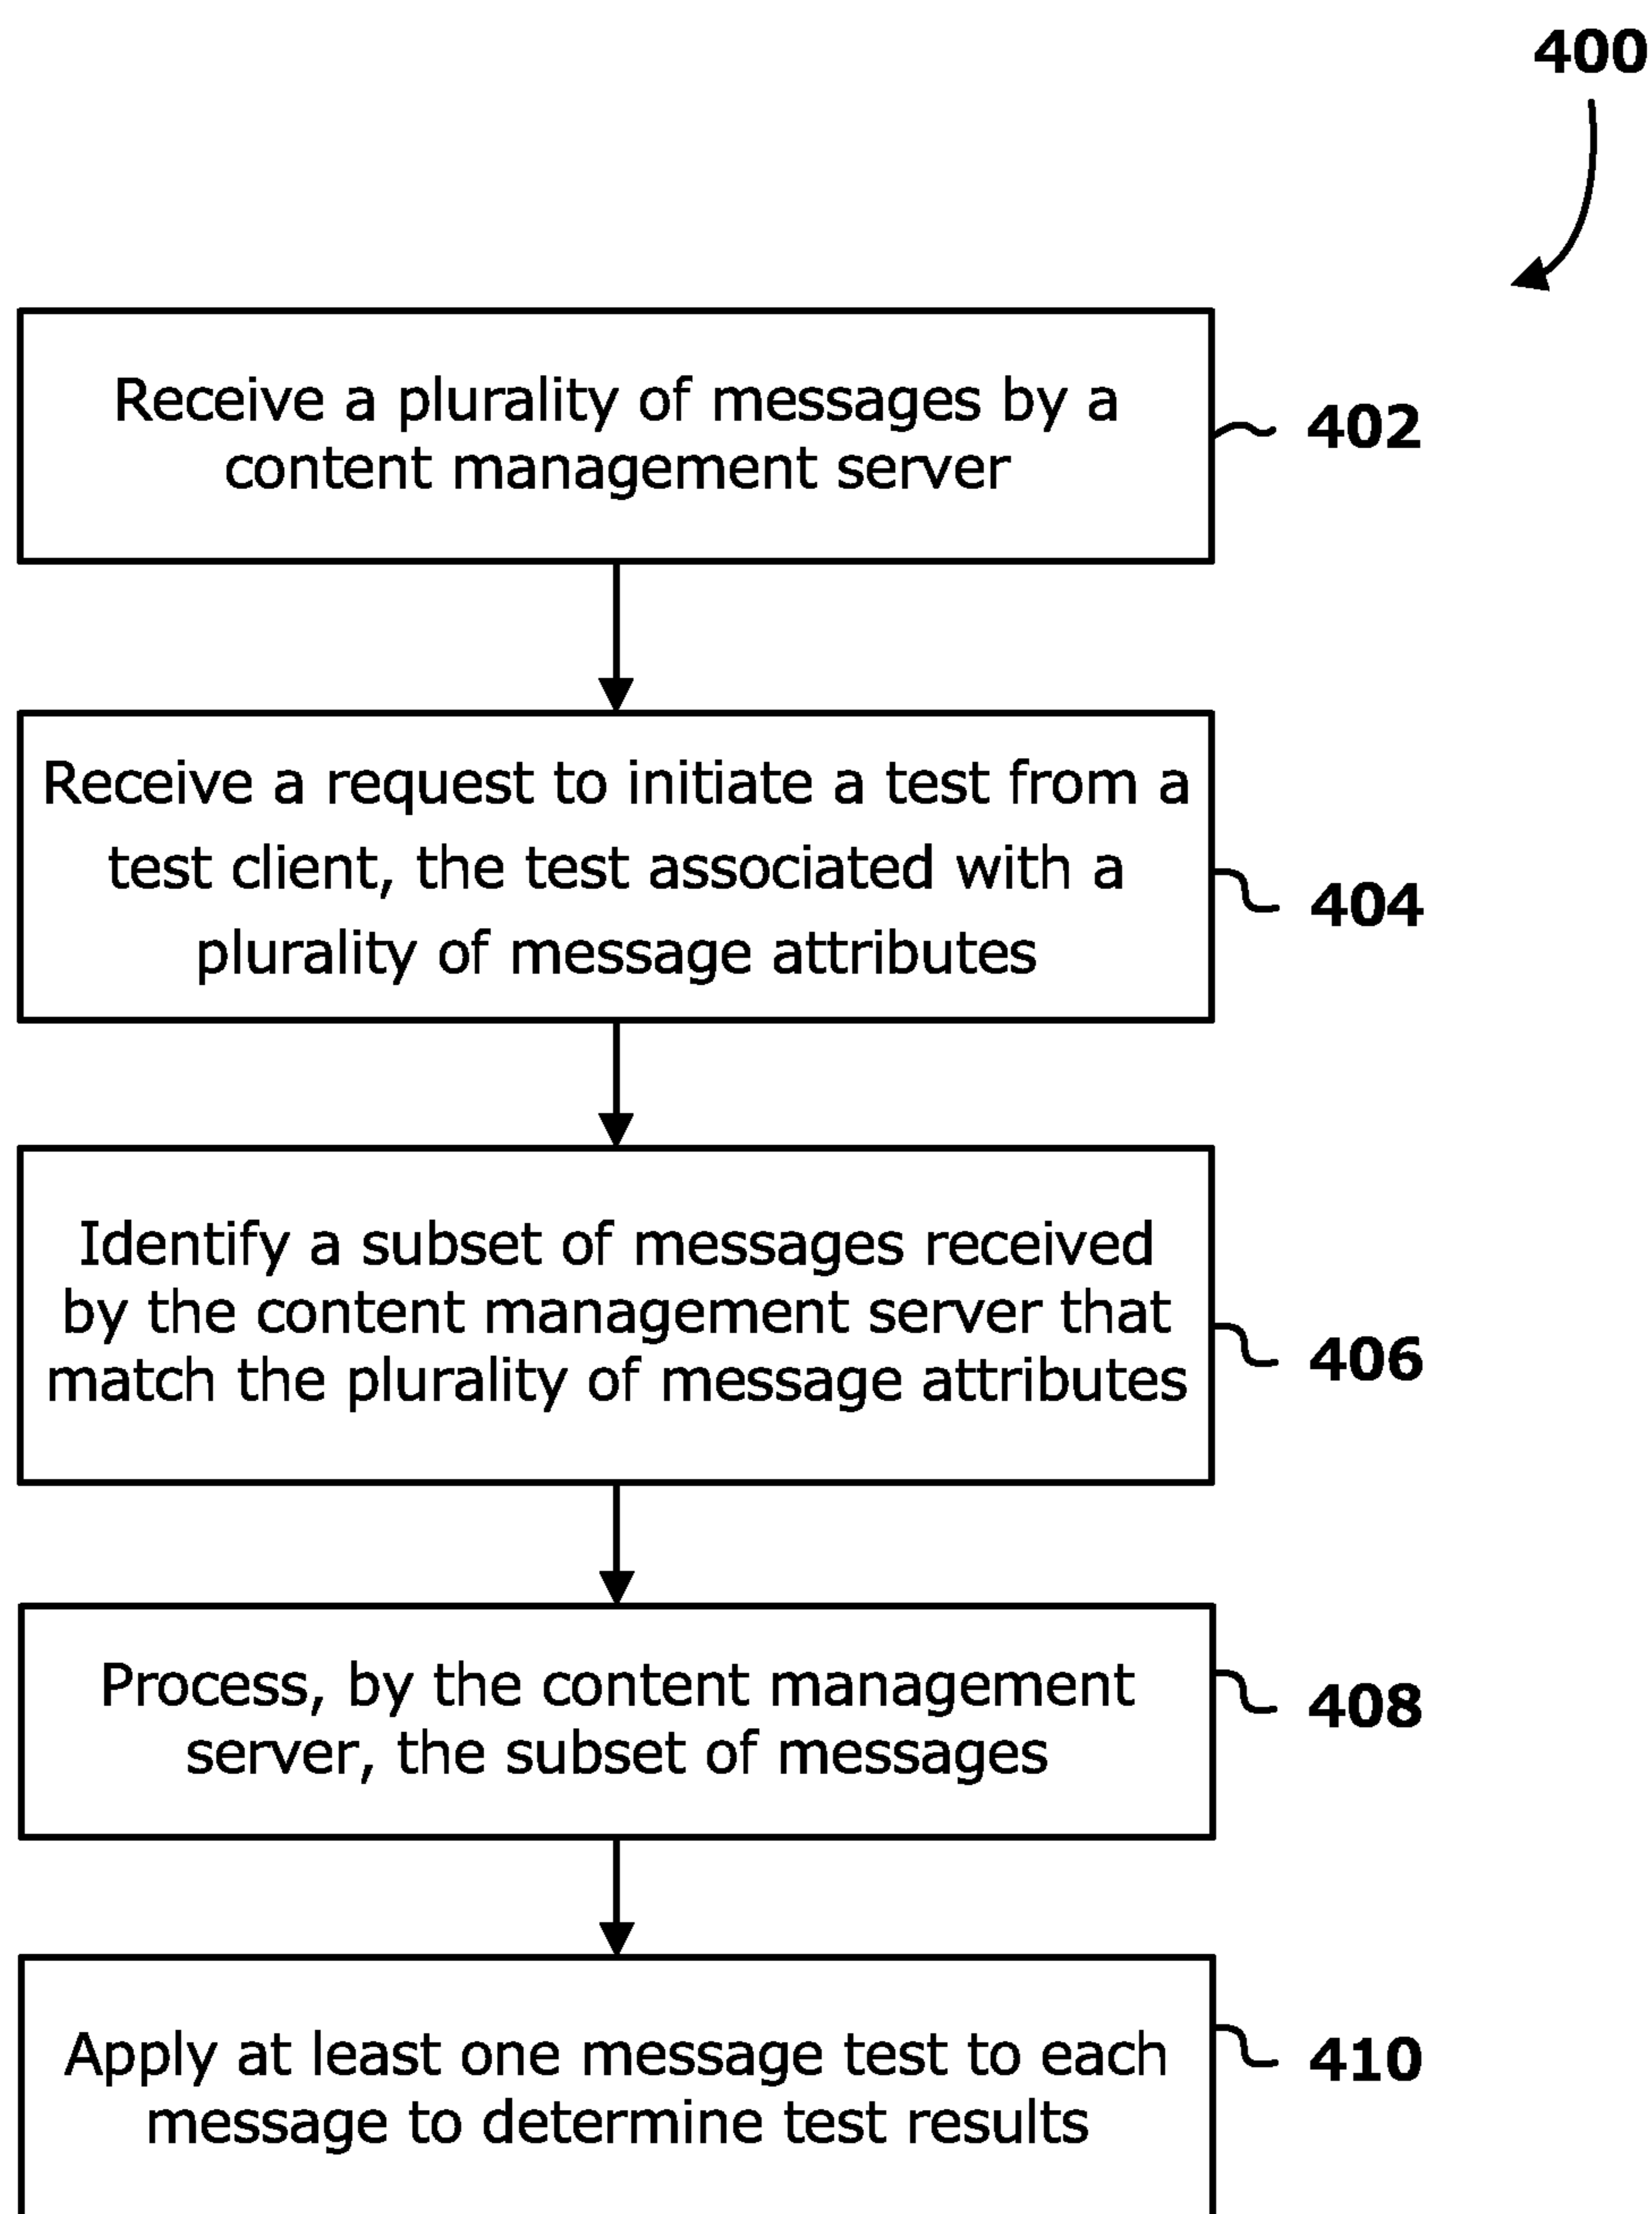 400
Receive a plurality of messages by a
content management server
402
Receive a request to initiate a test from a
test client, the test associated with a
plurality of message attributes
404
Identify a subset of messages received
by the content management server that
match the plurality of message attributes
406
Process, by the content management
server, the subset of messages
408
Apply at least one message test to each
message to determine test results
410